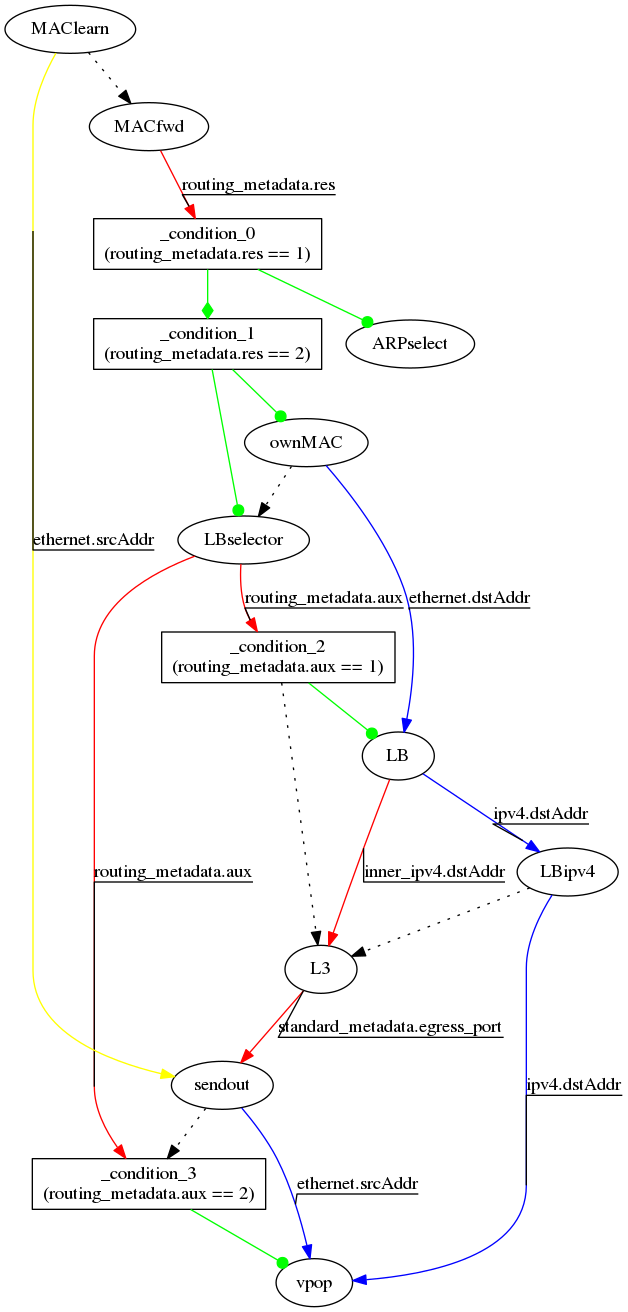 MAClearn
MACfwd
routing_metadata.res
_condition_0
(routing_metadata.res == 1)
_condition_1
(routing_metadata.res == 2)
ARPselect
ownMAC
LBselector
ethernet.srcAddr
routing_metadata.aux
ethernet.dstAddr
_condition_2
(routing_metadata.aux == 1)
LB
ipv4.dstAddr
routing_metadata.aux
inner_ipv4.dstAddr
LBipv4
L3
standard_metadata.egress_port
sendout
ipv4.dstAddr
_condition_3
(routing_metadata.aux == 2)
ethernet.srcAddr
vpop